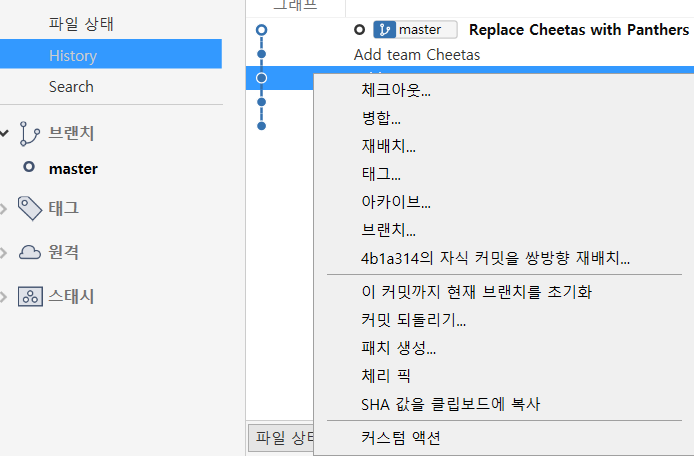 파일 상태
History
Search
브랜치
master
태그
원격
스태시
그래프
master Replace Cheetas with Panthers
Add team Cheetas
체크아웃...
병합...
재배치...
태그...
아카이브...
브랜치...
4b1a314의 자식 커밋을 쌍방향 재배치...
이 커밋까지 현재 브랜치를 초기화
커밋 되돌리기...
패치 생성...
체리 픽
SHA 값을 클립보드에 복사
커스텀 액션
파일 상태